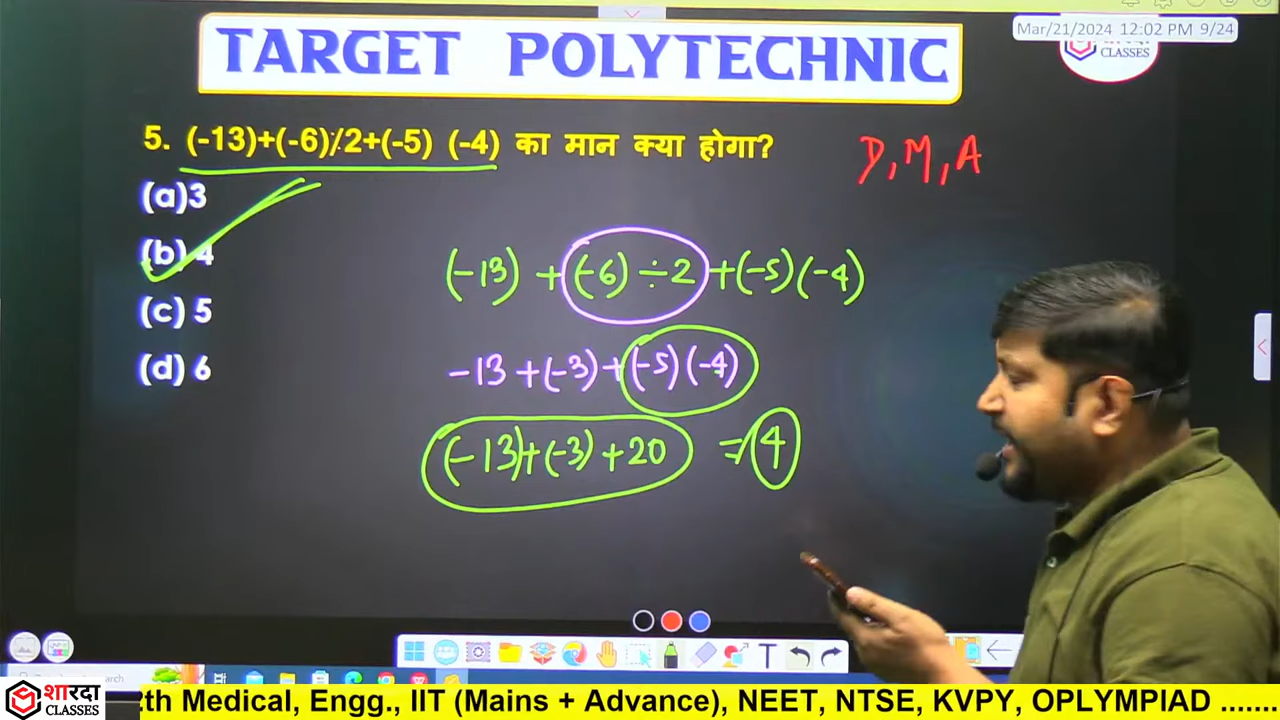 TARGET POLYTECHNIC
Mar/21/2024 12:02 PM 9/24
शारदा
CLASSES
5. (-13)+(-6)٪2+(-5) (-4) का मान क्या होगा?
D, M, A
(a)3
(b) 4
(c) 5
(d) 6
(-13) + (-6) ÷ 2 + (-5) (-4)
-13 + (-3) + (-5) (-4)
(-13) + (-3) + 20 = 4
T
शारदा
CLASSES
2th Medical, Engg., IIT (Mains + Advance), NEET, NTSE, KVPY, OPLYMPIAD .......